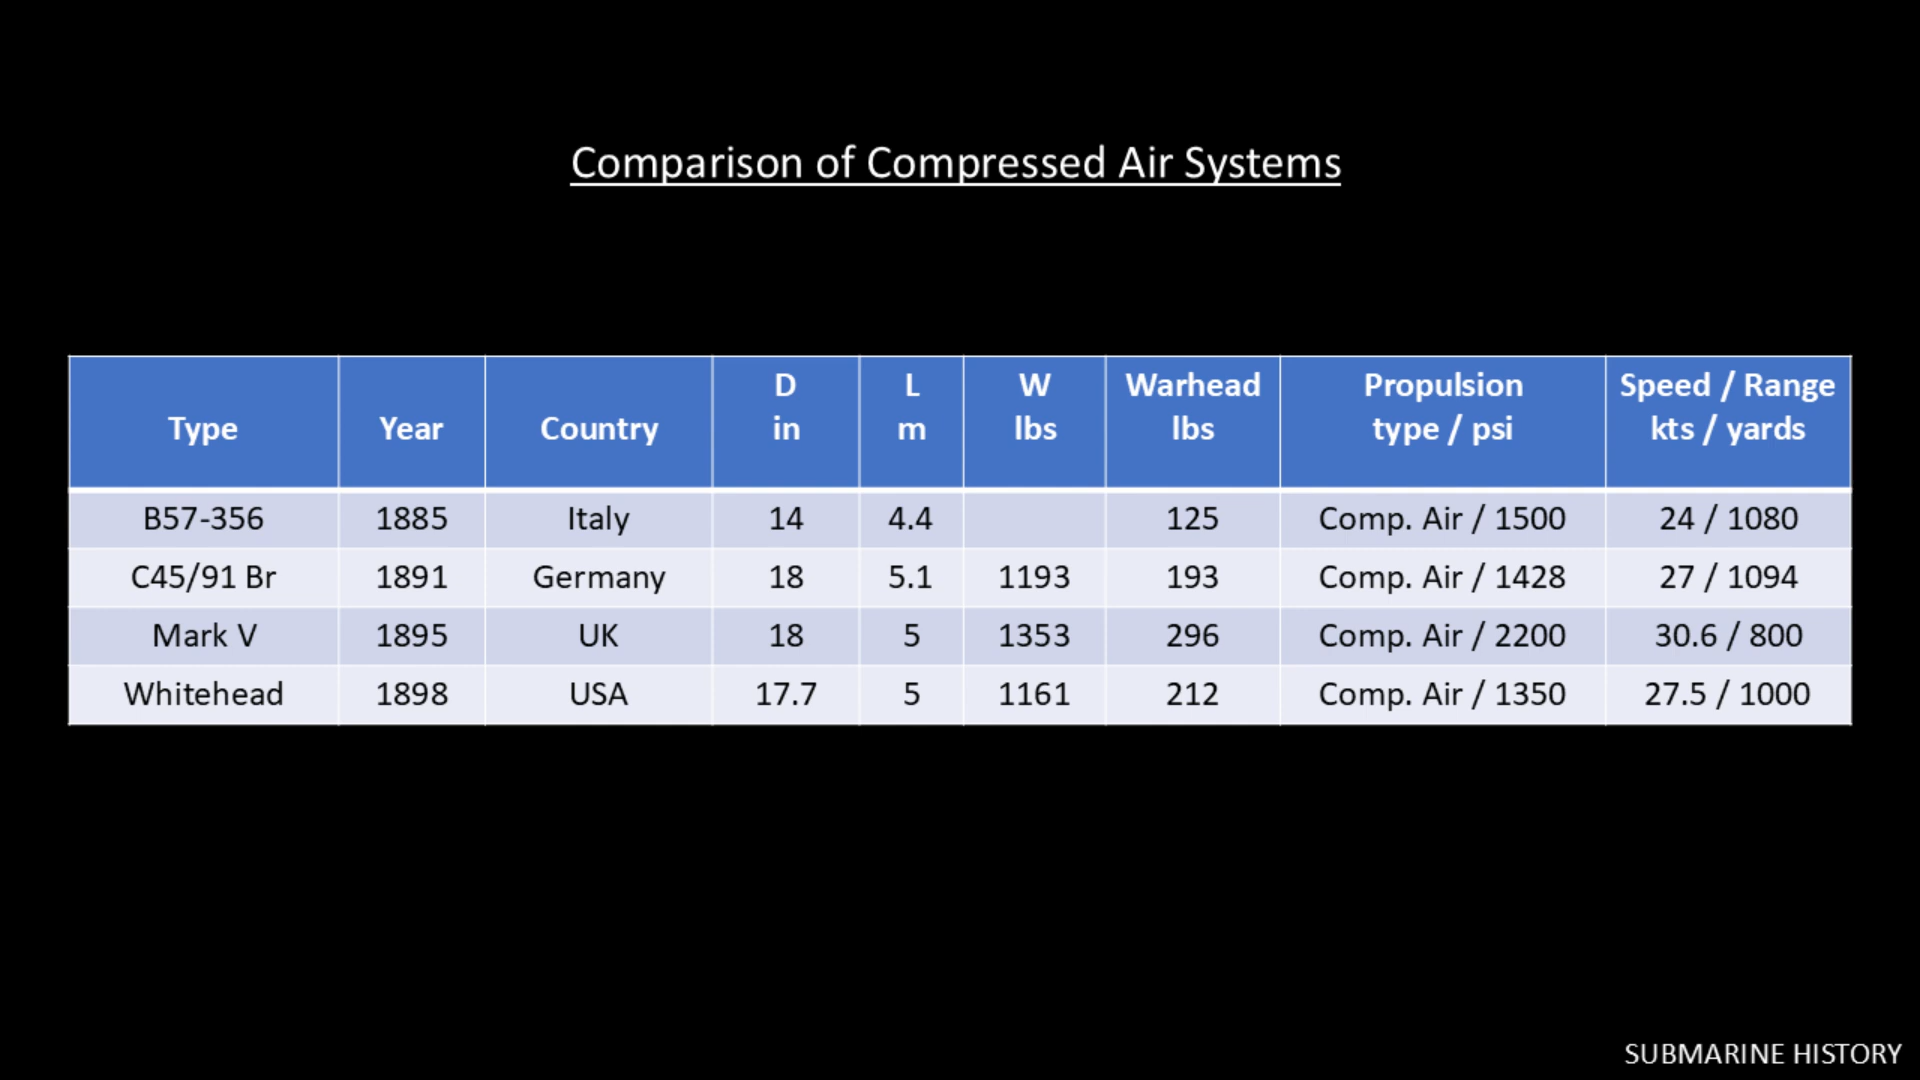 Comparison of Compressed Air Systems
Type Year Country D in L m W lbs Warhead lbs Propulsion type / psi Speed / Range kts / yards
B57-356 1885 Italy 14 4.4 125 Comp. Air / 1500 24 / 1080
C45/91 Br 1891 Germany 18 5.1 1193 193 Comp. Air / 1428 27 / 1094
Mark V 1895 UK 18 5 1353 296 Comp. Air / 2200 30.6 / 800
Whitehead 1898 USA 17.7 5 1161 212 Comp. Air / 1350 27.5 / 1000
SUBMARINE HISTORY